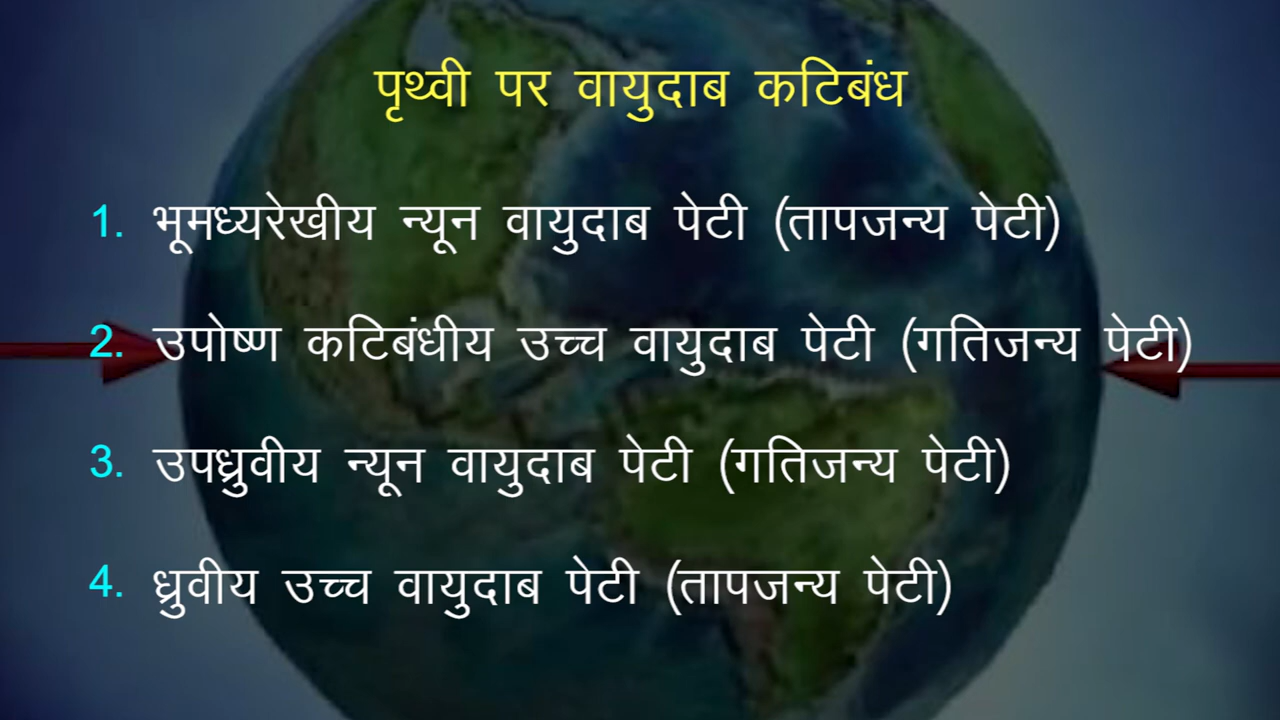 पृथ्वी पर वायुदाब कटिबंध
1. भूमध्यरेखीय न्यून वायुदाब पेटी (तापजन्य पेटी)
2. उपोष्ण कटिबंधीय उच्च वायुदाब पेटी (गतिजन्य पेटी)
3. उपध्रुवीय न्यून वायुदाब पेटी (गतिजन्य पेटी)
4. ध्रुवीय उच्च वायुदाब पेटी (तापजन्य पेटी)